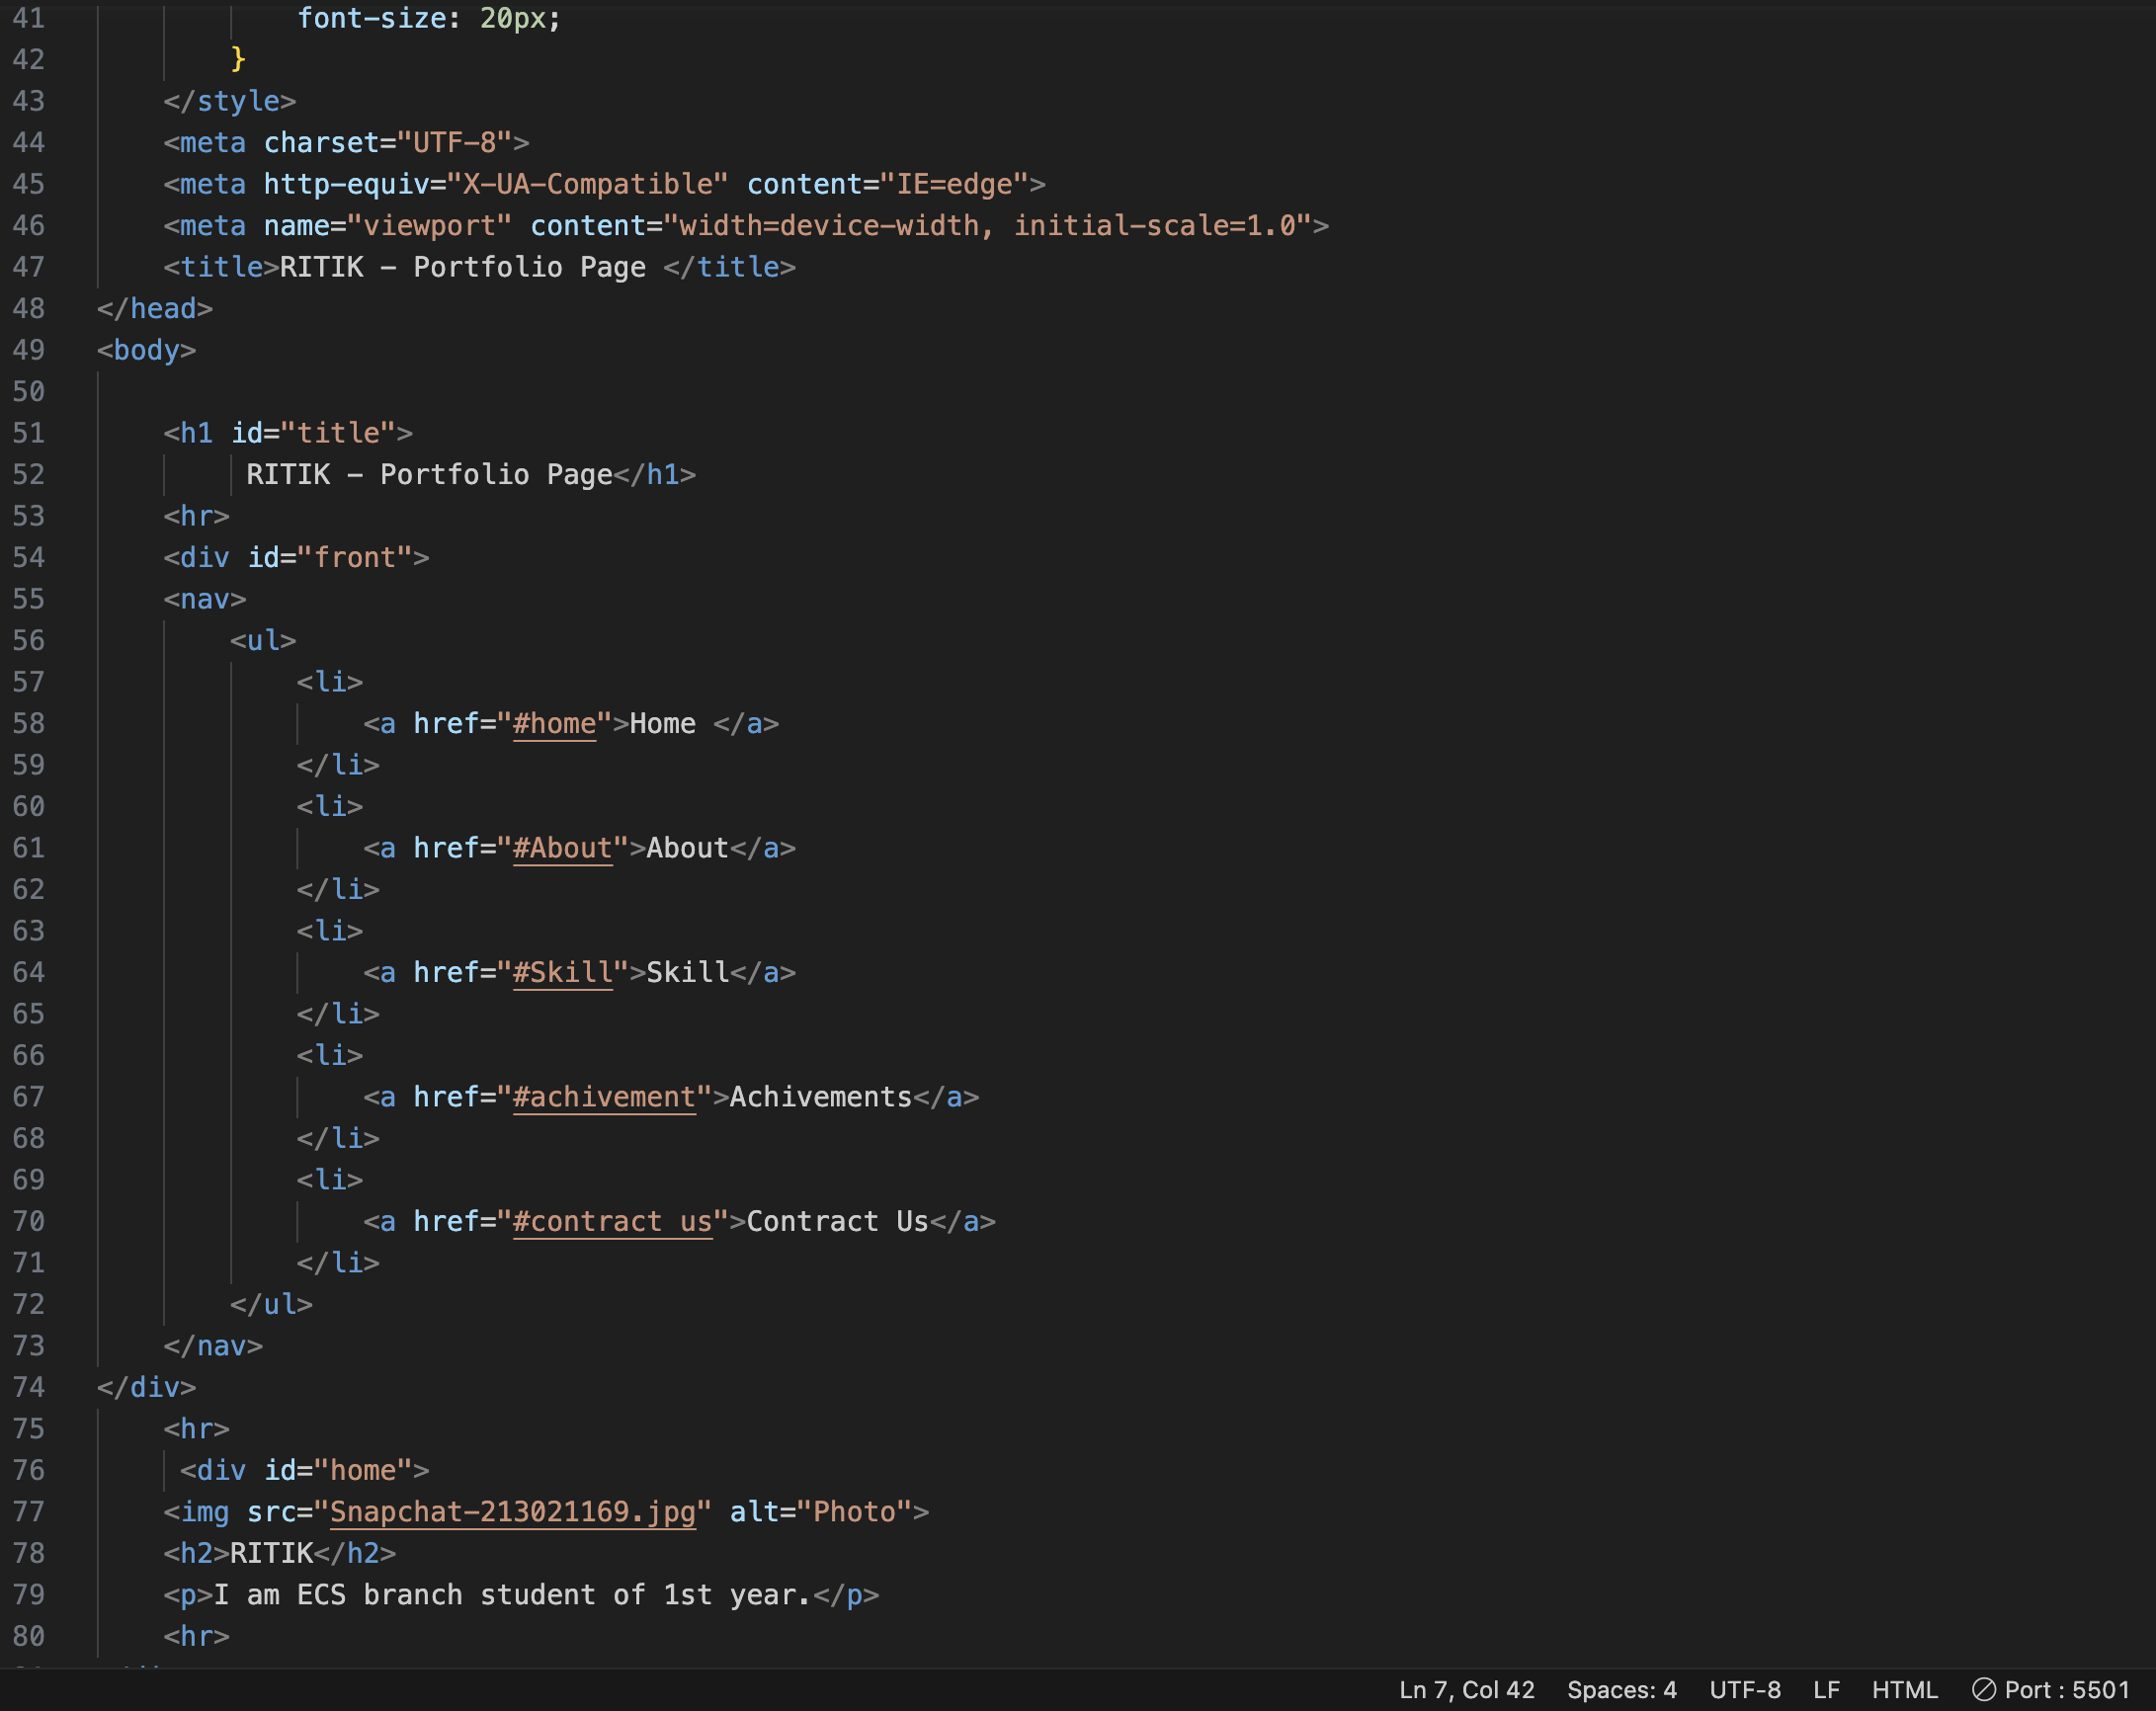 41 font-size: 20px;
42 }
43 </style>
44 <meta charset="UTF-8">
45 <meta http-equiv="X-UA-Compatible" content="IE=edge">
46 <meta name="viewport" content="width=device-width, initial-scale=1.0">
47 <title>RITIK - Portfolio Page </title>
48 </head>
49 <body>
50
51 <h1 id="title">
52 RITIK - Portfolio Page</h1>
53 <hr>
54 <div id="front">
55 <nav>
56 <ul>
57 <li>
58 <a href="#home">Home </a>
59 </li>
60 <li>
61 <a href="#About">About</a>
62 </li>
63 <li>
64 <a href="#Skill">Skill</a>
65 </li>
66 <li>
67 <a href="#achivement">Achivements</a>
68 </li>
69 <li>
70 <a href="#contract us">Contract Us</a>
71 </li>
72 </ul>
73 </nav>
74 </div>
75 <hr>
76 <div id="home">
77 <img src="Snapchat-213021169.jpg" alt="Photo">
78 <h2>RITIK</h2>
79 <p>I am ECS branch student of 1st year.</p>
80 <hr>
Ln 7, Col 42 Spaces: 4 UTF-8 LF HTML Port : 5501